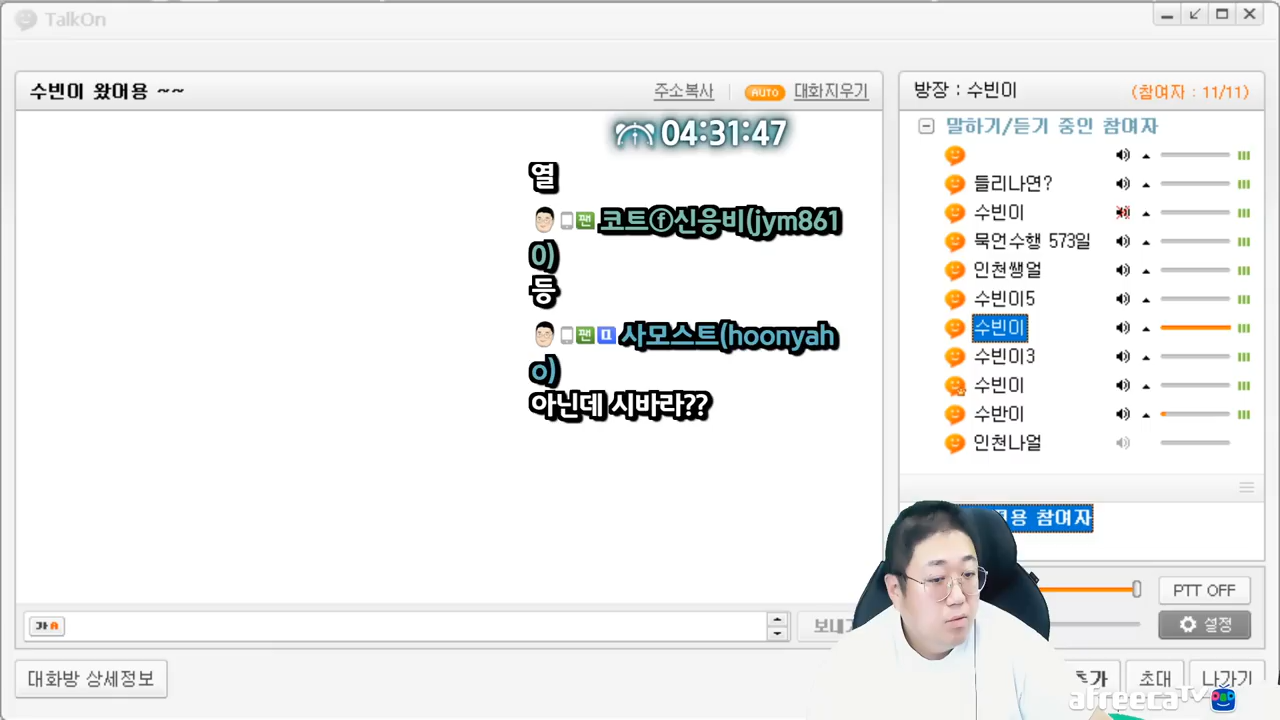 TalkOn
수빈이 왔어용 ~~
주소복사
AUTO 대화지우기
04:31:47
열
팬 코트ⓕ신응비(jym861
0)
등
팬 사모스트(hoonyah
o)
아닌데 시바라??
가
대화방 상세정보
방장 : 수빈이
(참여자 : 11/11)
말하기/듣기 중인 참여자
들리나연?
수빈이
묵언수행 573일
인천쌩얼
수빈이5
수빈이
수빈이3
수빈이
수반이
인천나얼
용 참여자
PTT OFF
설정
초대
나가기
afreecaTV